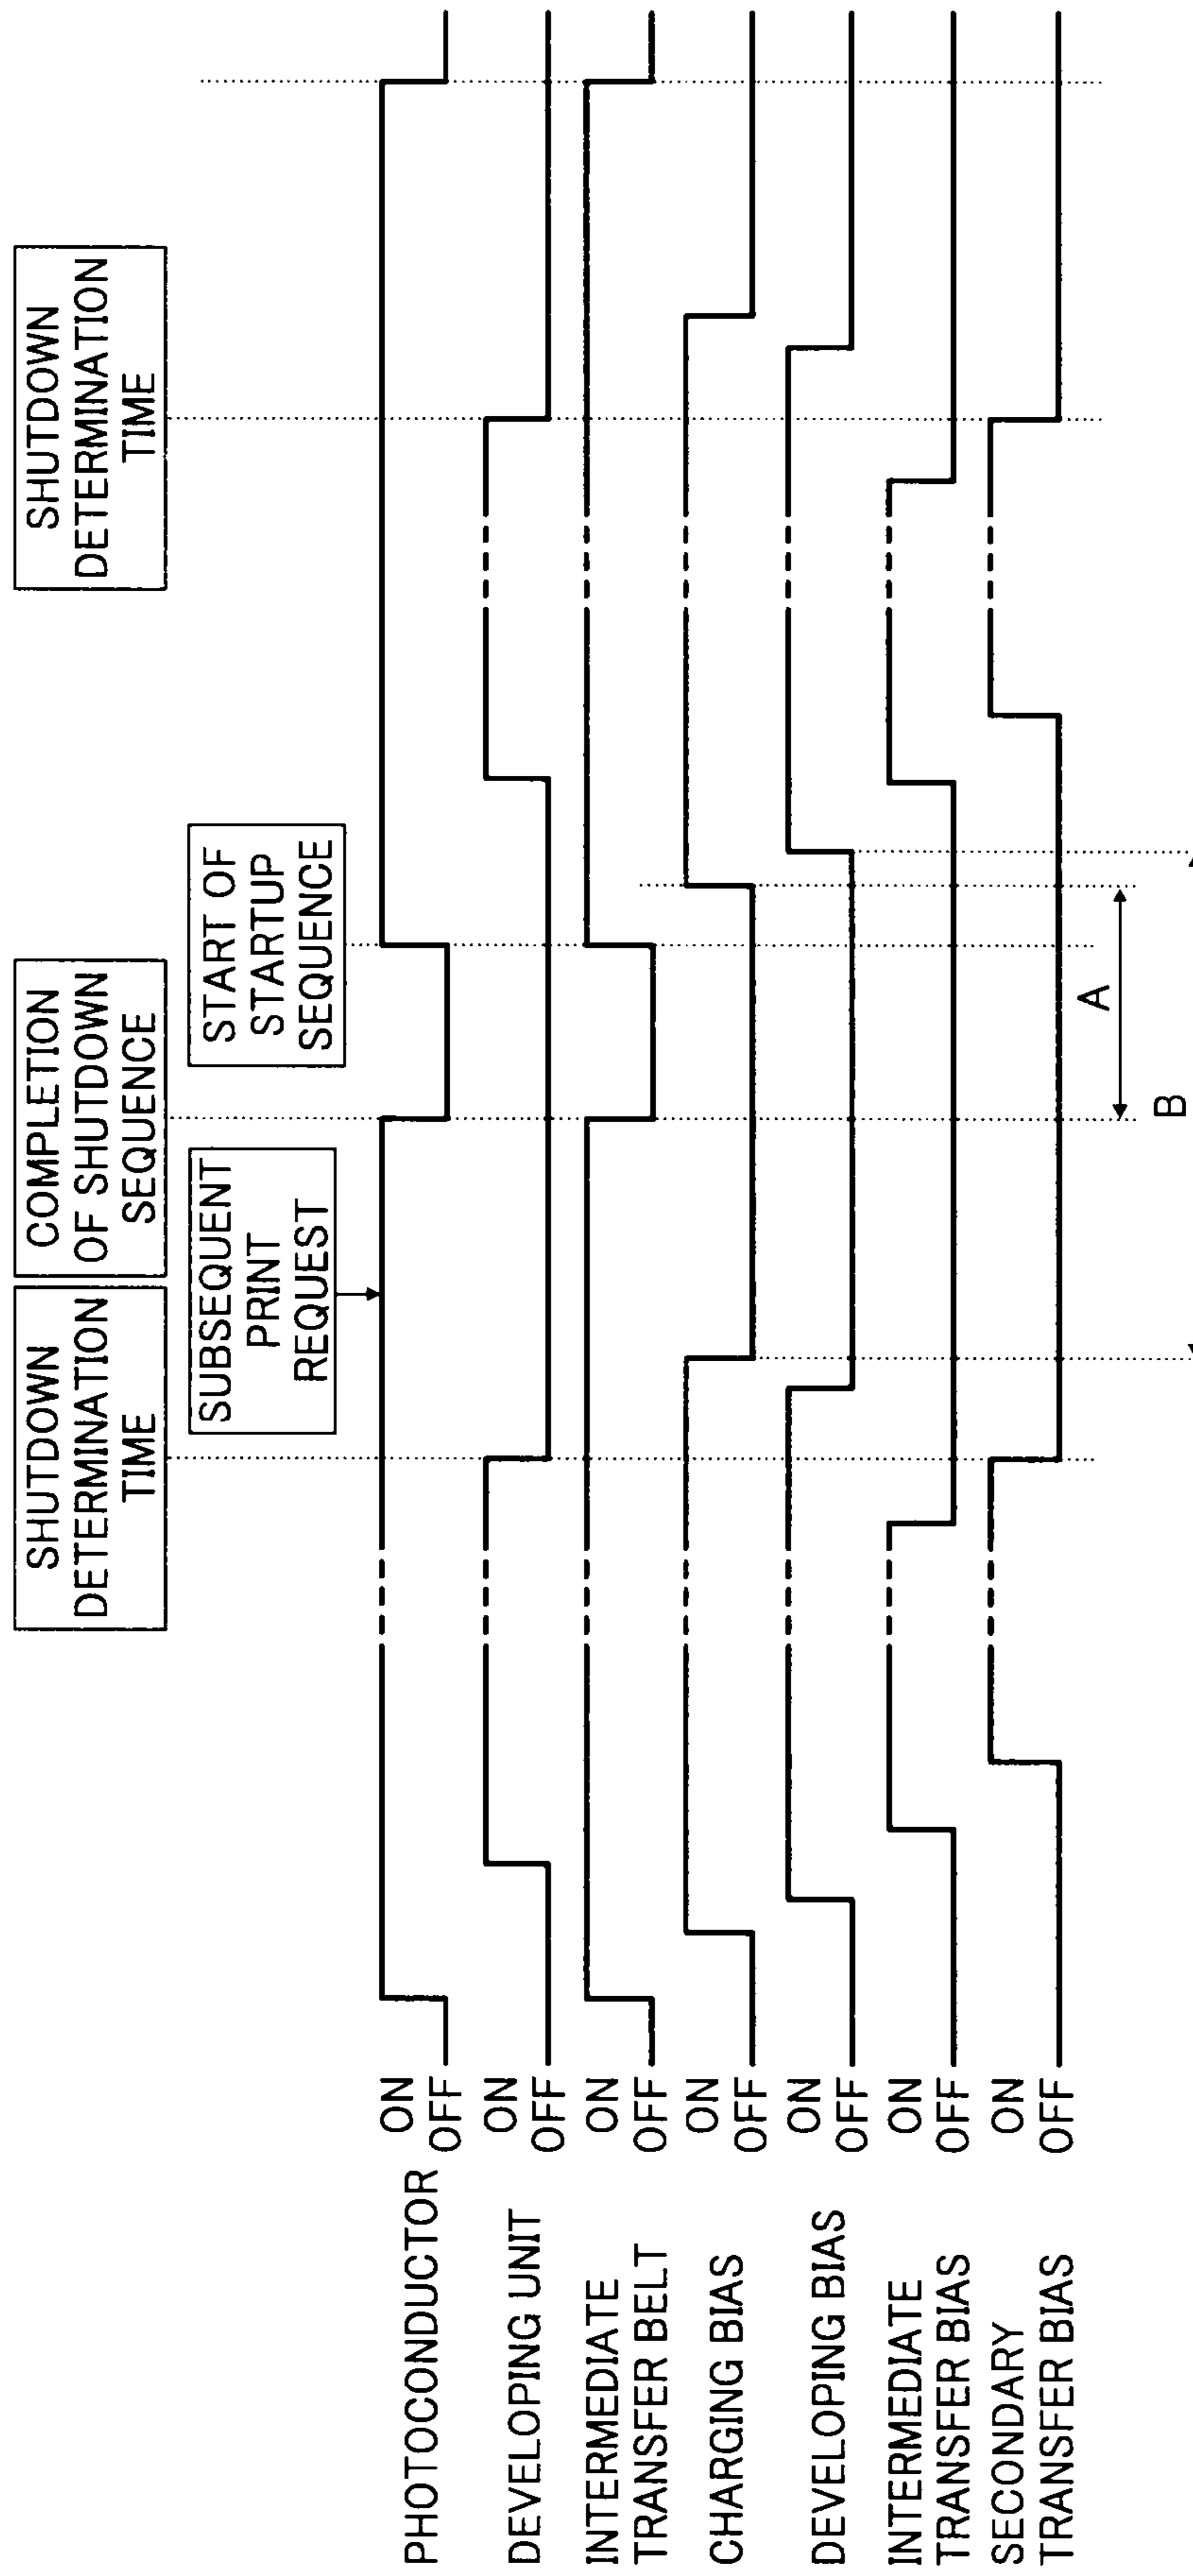 SHUTDOWN
DETERMINATION
TIME
COMPLETION
OF SHUTDOWN
SEQUENCE
SHUTDOWN
DETERMINATION
TIME
SUBSEQUENT
PRINT
REQUEST
START OF
STARTUP
SEQUENCE
PHOTOCONDUCTOR
ON
OFF
DEVELOPING UNIT
ON
OFF
INTERMEDIATE
TRANSFER BELT
ON
OFF
CHARGING BIAS
ON
OFF
DEVELOPING BIAS
ON
OFF
INTERMEDIATE
TRANSFER BIAS
ON
OFF
SECONDARY
TRANSFER BIAS
ON
OFF
A
B